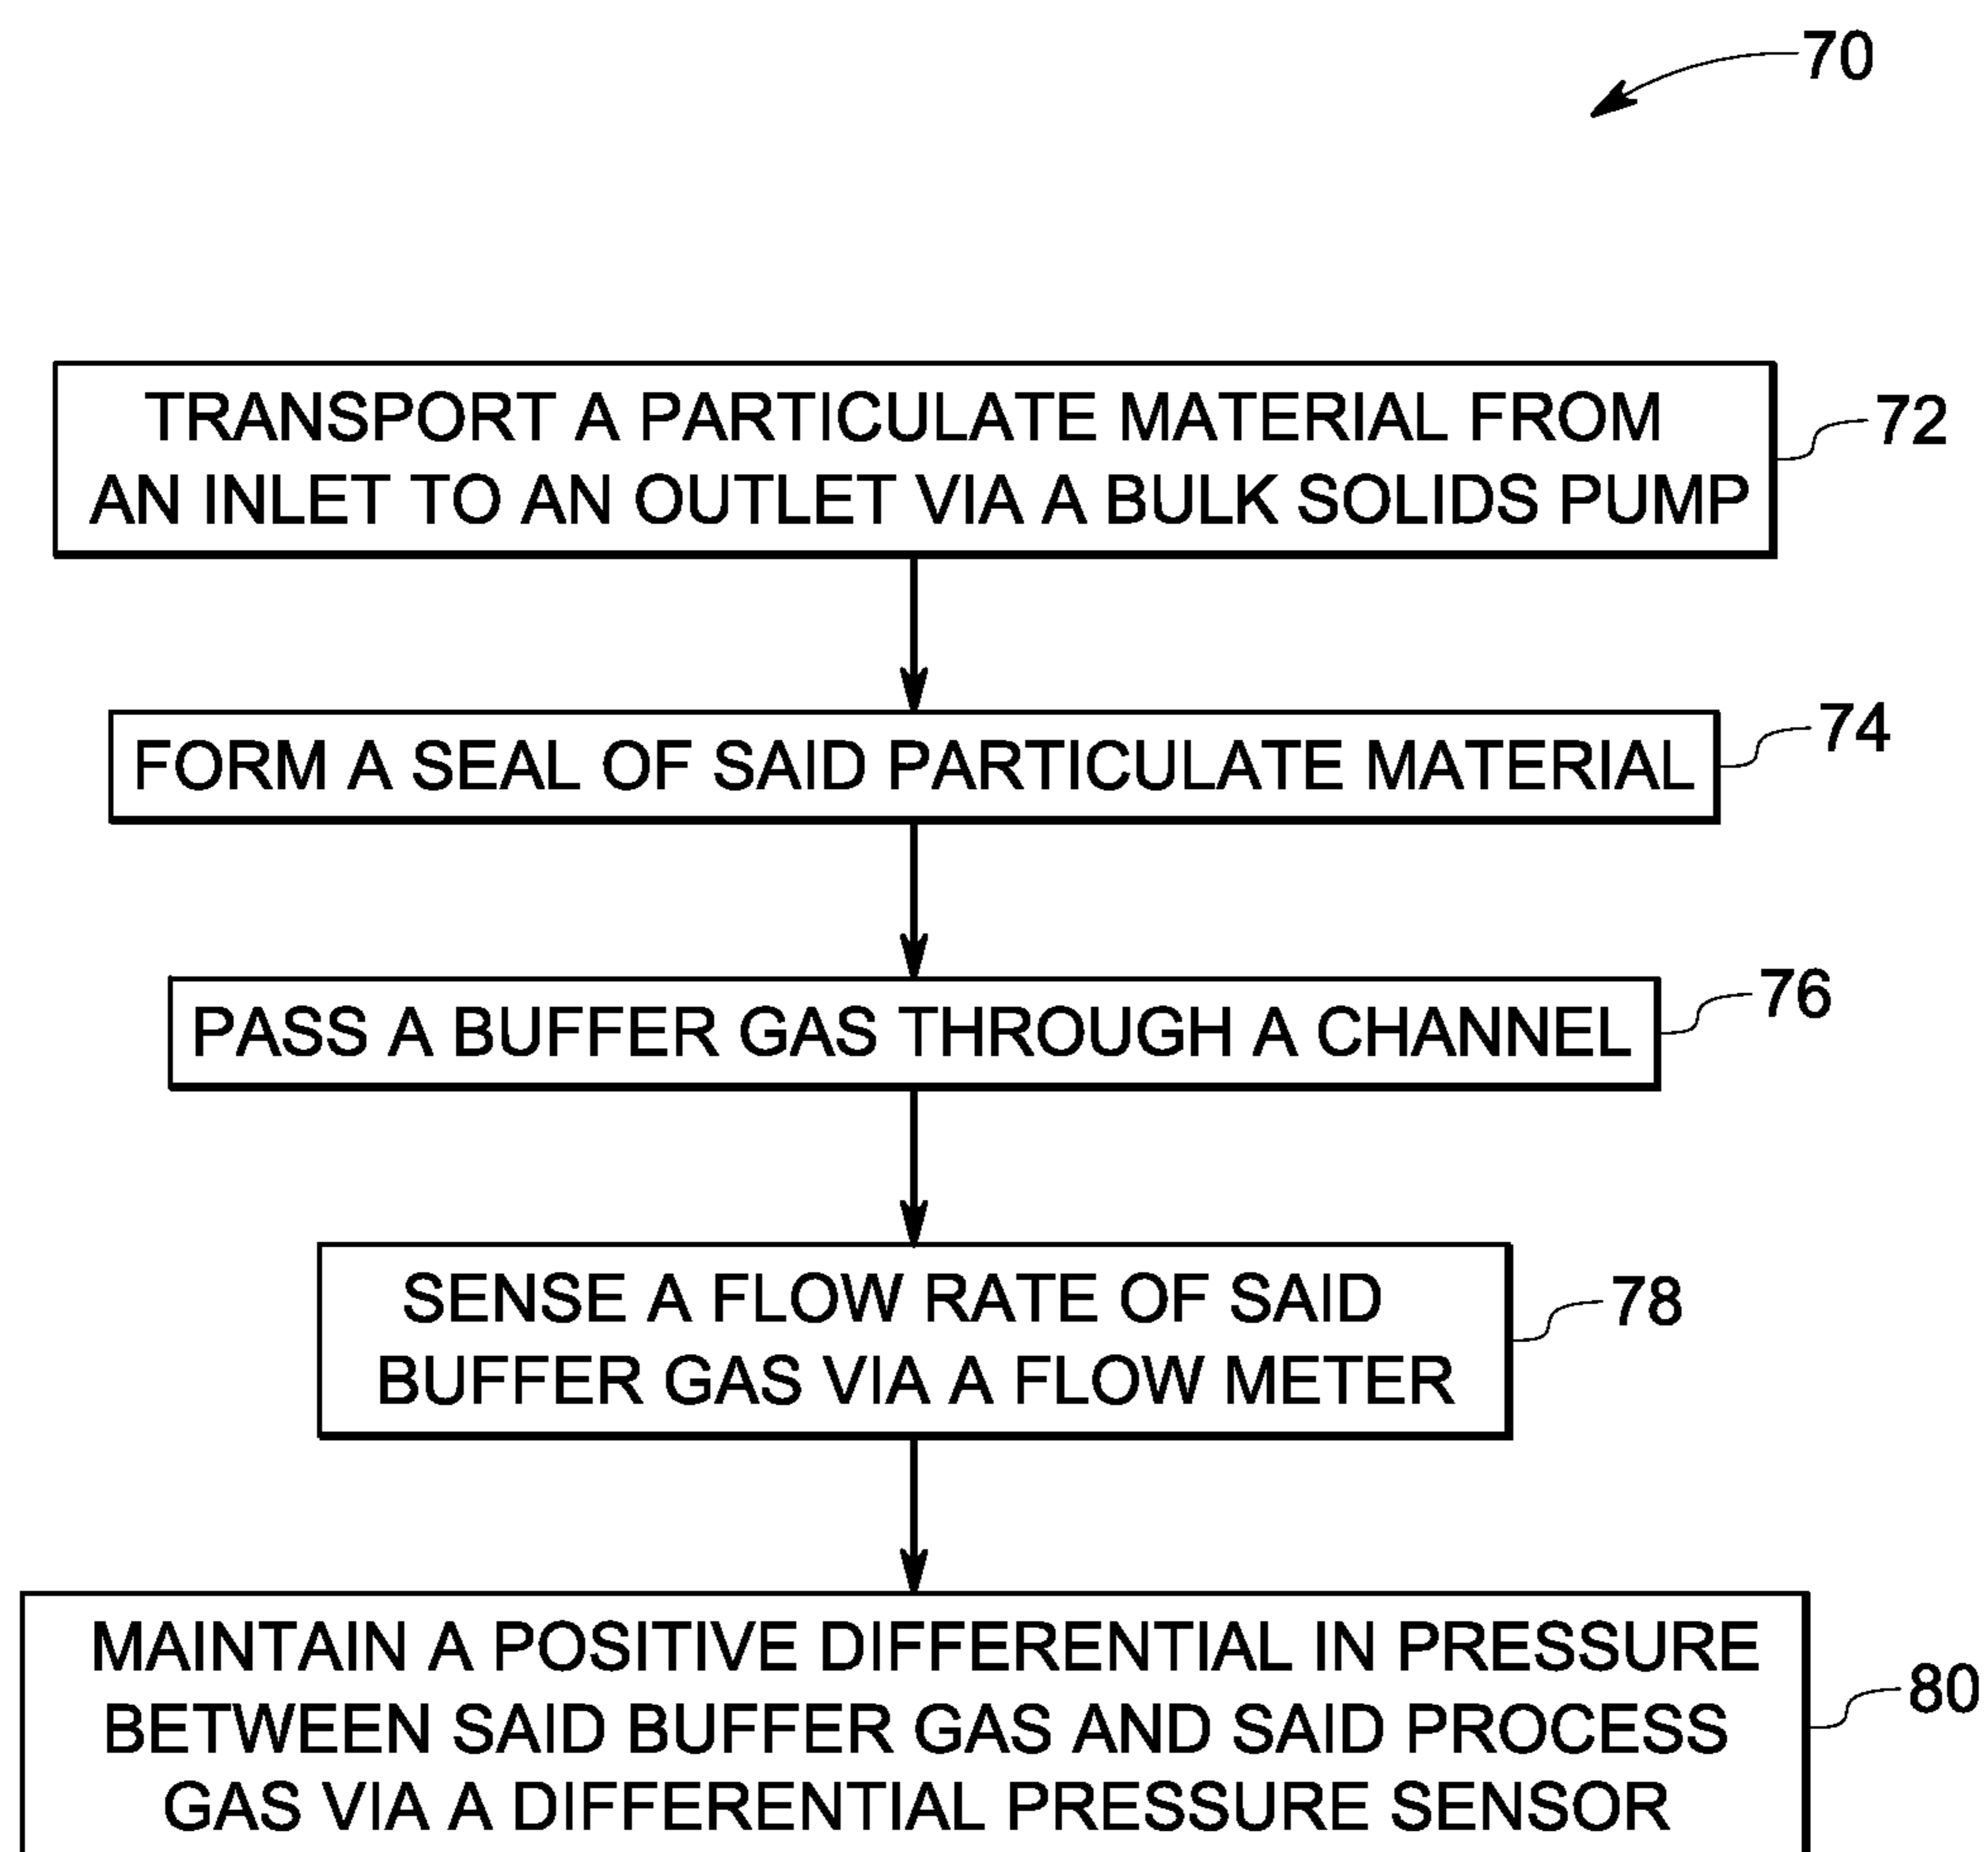 70
TRANSPORT A PARTICULATE MATERIAL FROM
AN INLET TO AN OUTLET VIA A BULK SOLIDS PUMP
72
FORM A SEAL OF SAID PARTICULATE MATERIAL
74
PASS A BUFFER GAS THROUGH A CHANNEL
76
SENSE A FLOW RATE OF SAID
BUFFER GAS VIA A FLOW METER
78
MAINTAIN A POSITIVE DIFFERENTIAL IN PRESSURE
BETWEEN SAID BUFFER GAS AND SAID PROCESS
GAS VIA A DIFFERENTIAL PRESSURE SENSOR
80